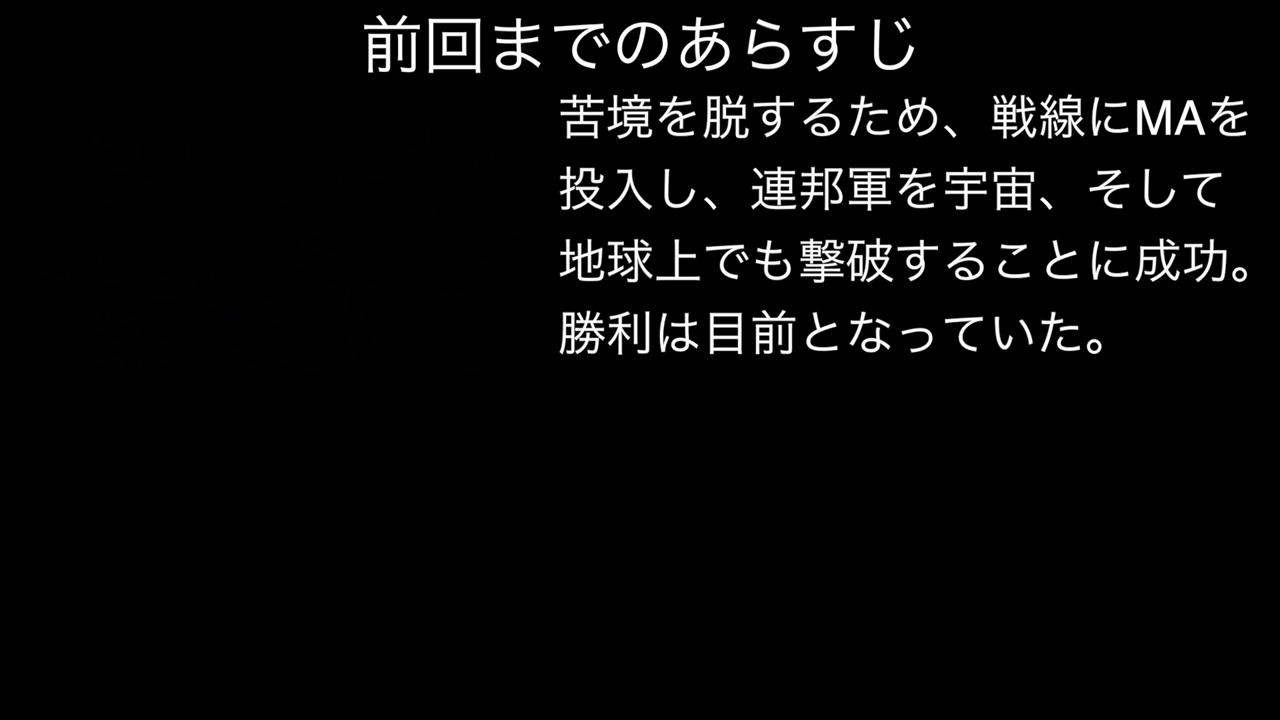 前回までのあらすじ
苦境を脱するため、戦線にMAを
投入し、連邦軍を宇宙、そして
地球上でも撃破することに成功。
勝利は目前となっていた。